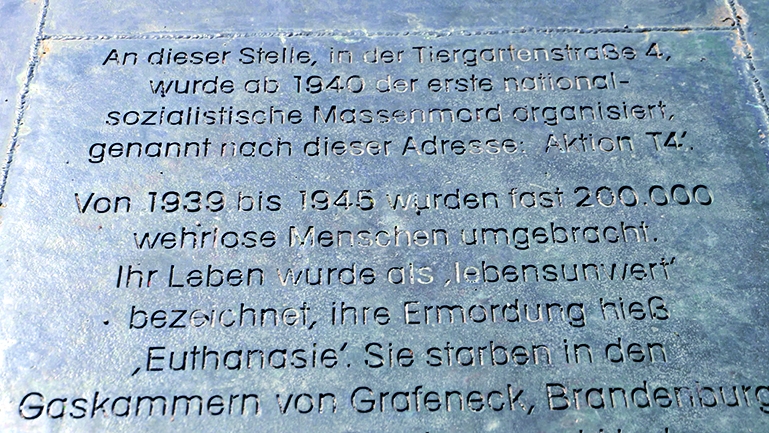 An dieser Stelle, in der Tiergartenstraße 4,
wurde ab 1940 der erste national-
sozialistische Massenmord organisiert,
genannt nach dieser Adresse: ‚Aktion T4‘.
Von 1939 bis 1945 wurden fast 200.000
wehrlose Menschen umgebracht.
Ihr Leben wurde als ‚lebensunwert‘
bezeichnet, ihre Ermordung hieß
‚Euthanasie‘. Sie starben in den
Gaskammern von Grafeneck, Brandenburg